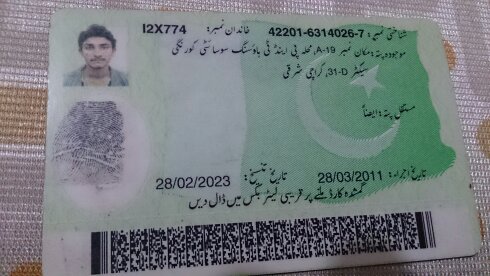 شناختی نمبر: 42201-6314026-7 خاندان نمبر: I2X774
موجودہ پتہ: مکان نمبر A-19، محلہ پی اینڈ ٹی ہاؤسنگ سوسائٹی کورنگی
سیکٹر 31-D، کراچی شرقی
مستقل پتہ: ایضاً
تاریخ اجراء: 28/03/2011 تاریخ تنسیخ: 28/02/2023
گمشدہ کارڈ ملنے پر قریبی لیٹر بکس میں ڈال دیں